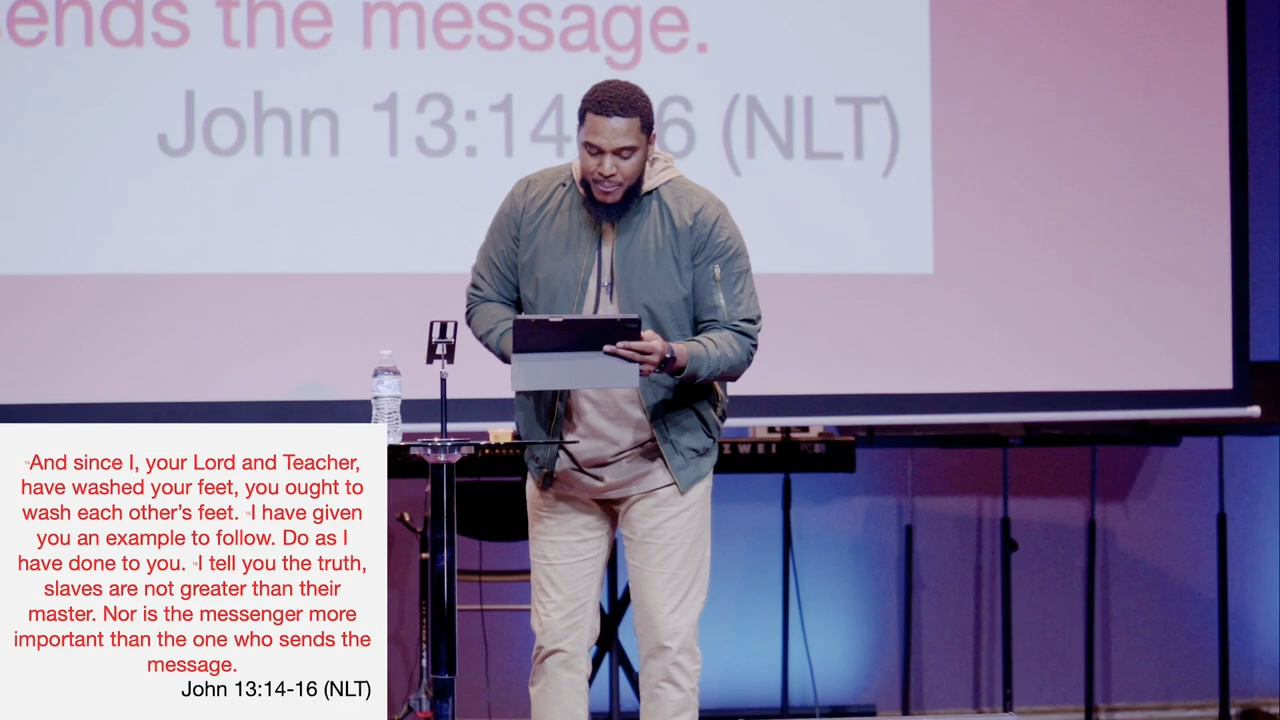 sends the message.
John 13:14-16 (NLT)
And since I, your Lord and Teacher,
have washed your feet, you ought to
wash each other's feet. I have given
you an example to follow. Do as I
have done to you. I tell you the truth,
slaves are not greater than their
master. Nor is the messenger more
important than the one who sends the
message.
John 13:14-16 (NLT)